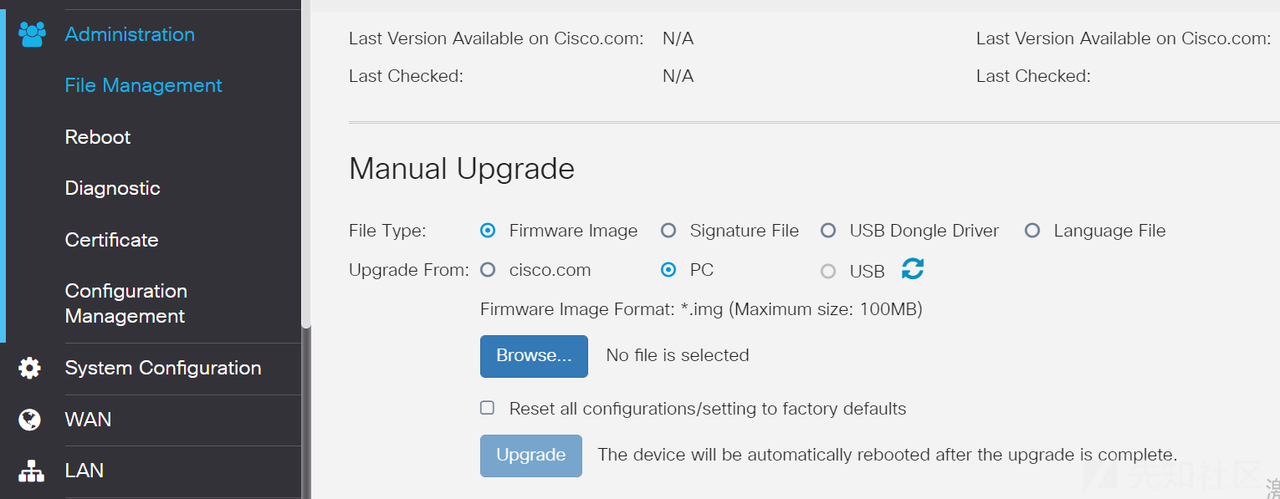 Administration
File Management
Reboot
Diagnostic
Certificate
Configuration
Management
System Configuration
WAN
LAN
Last Version Available on Cisco.com: N/A Last Version Available on Cisco.com:
Last Checked: N/A Last Checked:
Manual Upgrade
File Type: Firmware Image Signature File USB Dongle Driver Language File
Upgrade From: cisco.com PC USB
Firmware Image Format: *.img (Maximum size: 100MB)
Browse... No file is selected
Reset all configurations/setting to factory defaults
Upgrade The device will be automatically rebooted after the upgrade is complete.
先知社区